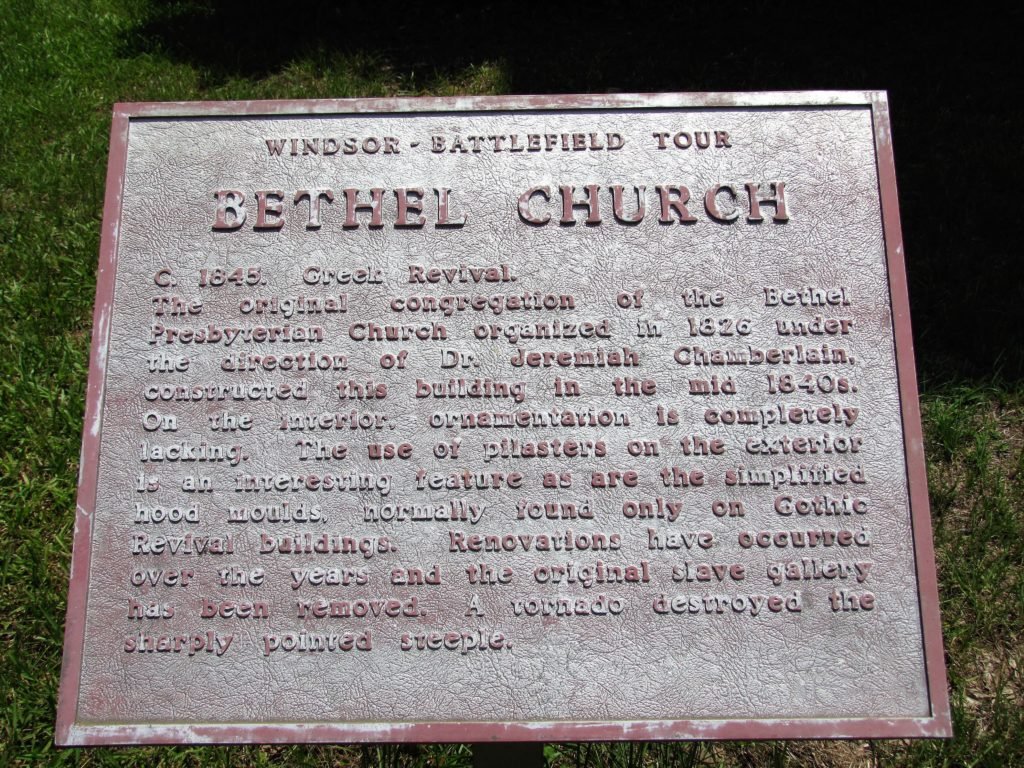 WINDSOR - BATTLEFIELD TOUR
BETHEL CHURCH
C. 1845. Greek Revival.
The original congregation of the Bethel
Presbyterian Church organized in 1826 under
the direction of Dr. Jeremiah Chamberlain,
constructed this building in the mid 1840s.
On the interior, ornamentation is completely
lacking. The use of pilasters on the exterior
is an interesting feature as are the simplified
hood moulds, normally found only on Gothic
Revival buildings. Renovations have occurred
over the years and the original slave gallery
has been removed. A tornado destroyed the
sharply pointed steeple.